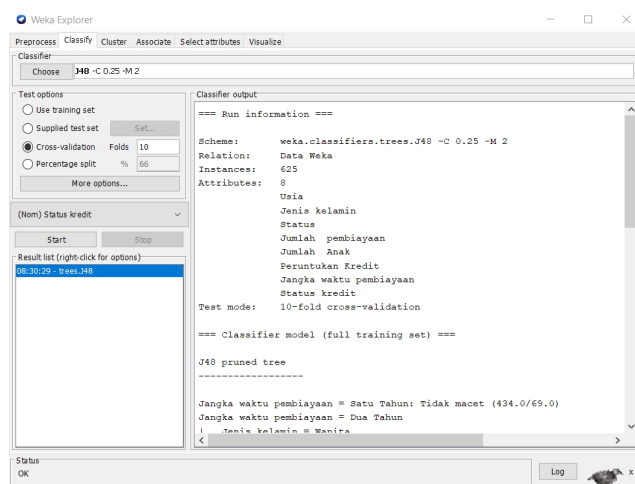 Weka Explorer
Preprocess Classify Cluster Associate Select attributes Visualize
Classifier
Choose J48 -C 0.25 -M 2
Test options
Use training set
Supplied test set Set...
Cross-validation Folds 10
Percentage split % 66
More options...
(Nom) Status kredit
Start Stop
Result list (right-click for options)
08:30:29 - trees.J48
Classifier output
=== Run information ===
Scheme: weka.classifiers.trees.J48 -C 0.25 -M 2
Relation: Data Weka
Instances: 625
Attributes: 8
Usia
Jenis kelamin
Status
Jumlah pembiayaan
Jumlah Anak
Peruntukan Kredit
Jangka waktu pembiayaan
Status kredit
Test mode: 10-fold cross-validation
=== Classifier model (full training set) ===
J48 pruned tree
------------------
Jangka waktu pembiayaan = Satu Tahun: Tidak macet (434.0/69.0)
Jangka waktu pembiayaan = Dua Tahun
| Jenis kelamin = Wanita
Status
OK
Log
x